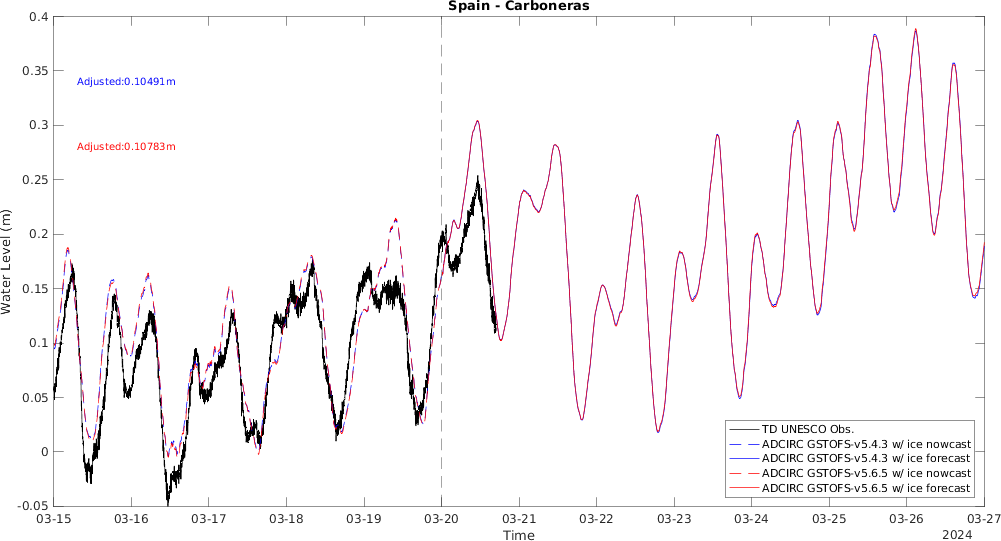 Spain - Carboneras
0.4
0.35
0.3
0.25
0.2
0.15
0.1
0.05
0
-0.05
Water Level (m)
Adjusted:0.10491m
Adjusted:0.10783m
TD UNESCO Obs.
ADCIRC GSTOFS-v5.4.3 w/ ice nowcast
ADCIRC GSTOFS-v5.4.3 w/ ice forecast
ADCIRC GSTOFS-v5.6.5 w/ ice nowcast
ADCIRC GSTOFS-v5.6.5 w/ ice forecast
03-15 03-16 03-17 03-18 03-19 03-20 03-21 03-22 03-23 03-24 03-25 03-26 03-27
Time
2024